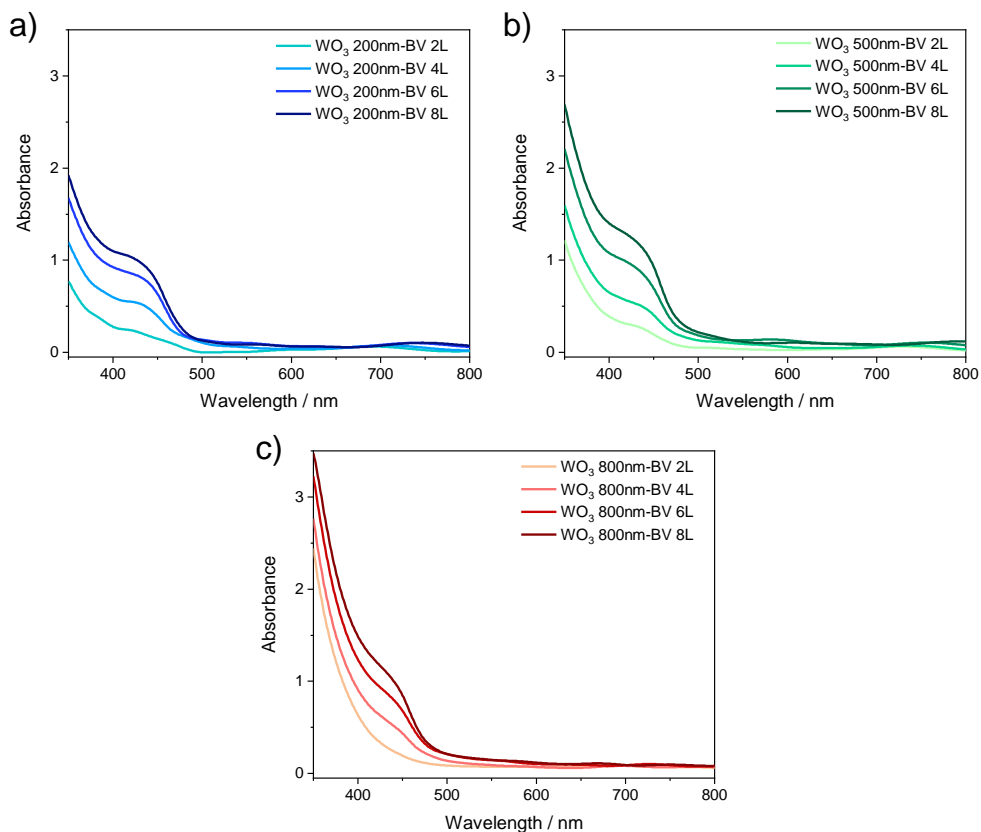 a)
WO₃ 200nm-BV 2L
WO₃ 200nm-BV 4L
WO₃ 200nm-BV 6L
WO₃ 200nm-BV 8L
3
2
1
0
Absorbance
400 500 600 700 800
Wavelength / nm
b)
WO₃ 500nm-BV 2L
WO₃ 500nm-BV 4L
WO₃ 500nm-BV 6L
WO₃ 500nm-BV 8L
3
2
1
0
Absorbance
400 500 600 700 800
Wavelength / nm
c)
WO₃ 800nm-BV 2L
WO₃ 800nm-BV 4L
WO₃ 800nm-BV 6L
WO₃ 800nm-BV 8L
3
2
1
0
Absorbance
400 500 600 700 800
Wavelength / nm